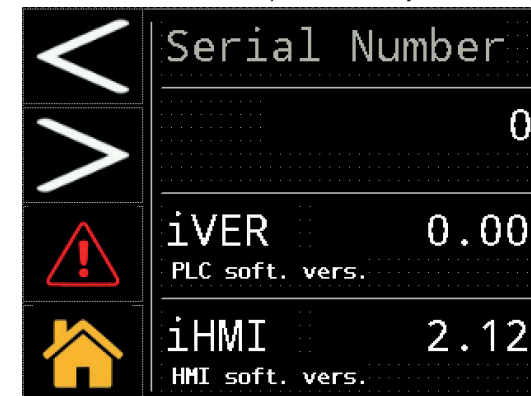 Serial Number
0
iVER 0.00
PLC soft. vers.
iHMI 2.12
HMI soft. vers.